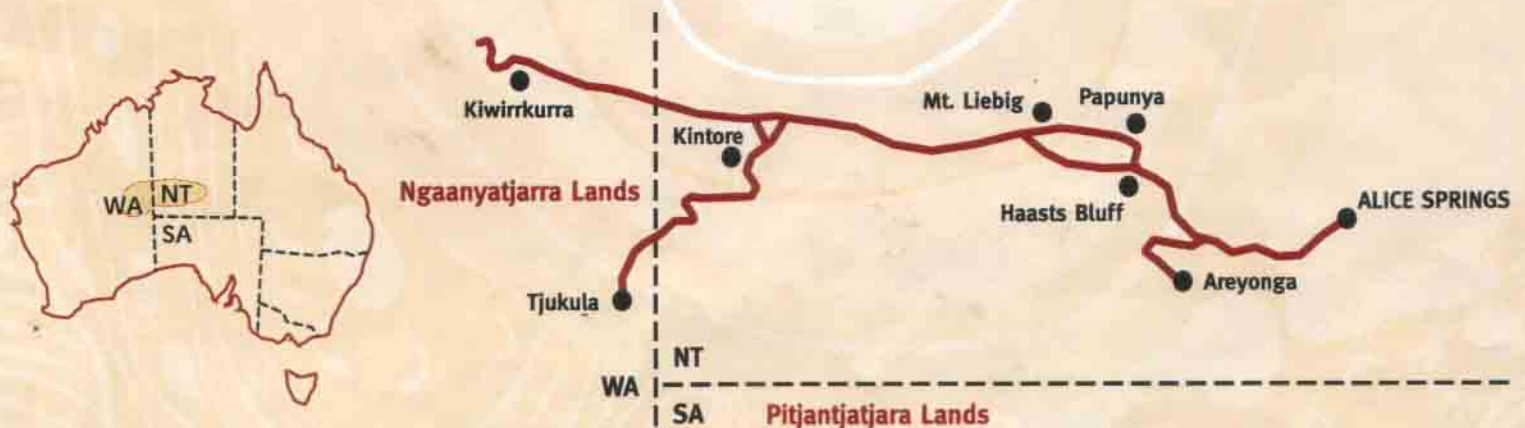 WA
NT
SA
Kiwirrkurra
Mt. Liebig
Papunya
Kintore
Ngaanyatjarra Lands
Haasts Bluff
ALICE SPRINGS
Areyonga
Tjukuḻa
NT
WA
SA
Pitjantjatjara Lands